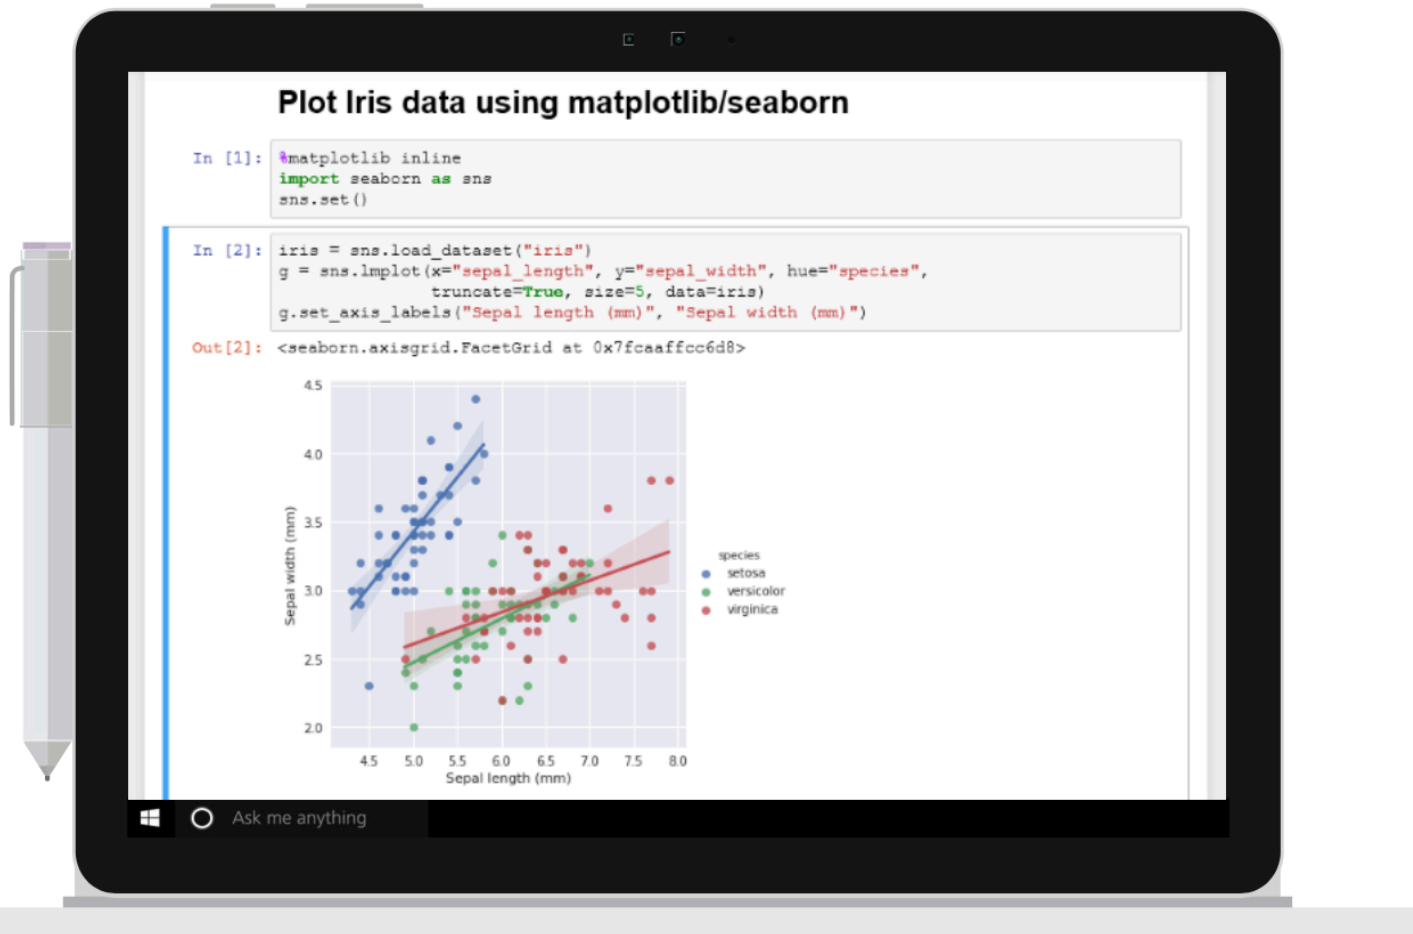 Plot Iris data using matplotlib/seaborn
In [1]: %matplotlib inline
import seaborn as sns
sns.set()
In [2]: iris = sns.load_dataset("iris")
g = sns.lmplot(x="sepal_length", y="sepal_width", hue="species",
truncate=True, size=5, data=iris)
g.set_axis_labels("Sepal length (mm)", "Sepal width (mm)")
Out[2]: <seaborn.axisgrid.FacetGrid at 0x7fcaaffcc6d8>
4.5
4.0
3.5
3.0
2.5
2.0
Sepal width (mm)
4.5 5.0 5.5 6.0 6.5 7.0 7.5 8.0
Sepal length (mm)
species
setosa
versicolor
virginica
Ask me anything